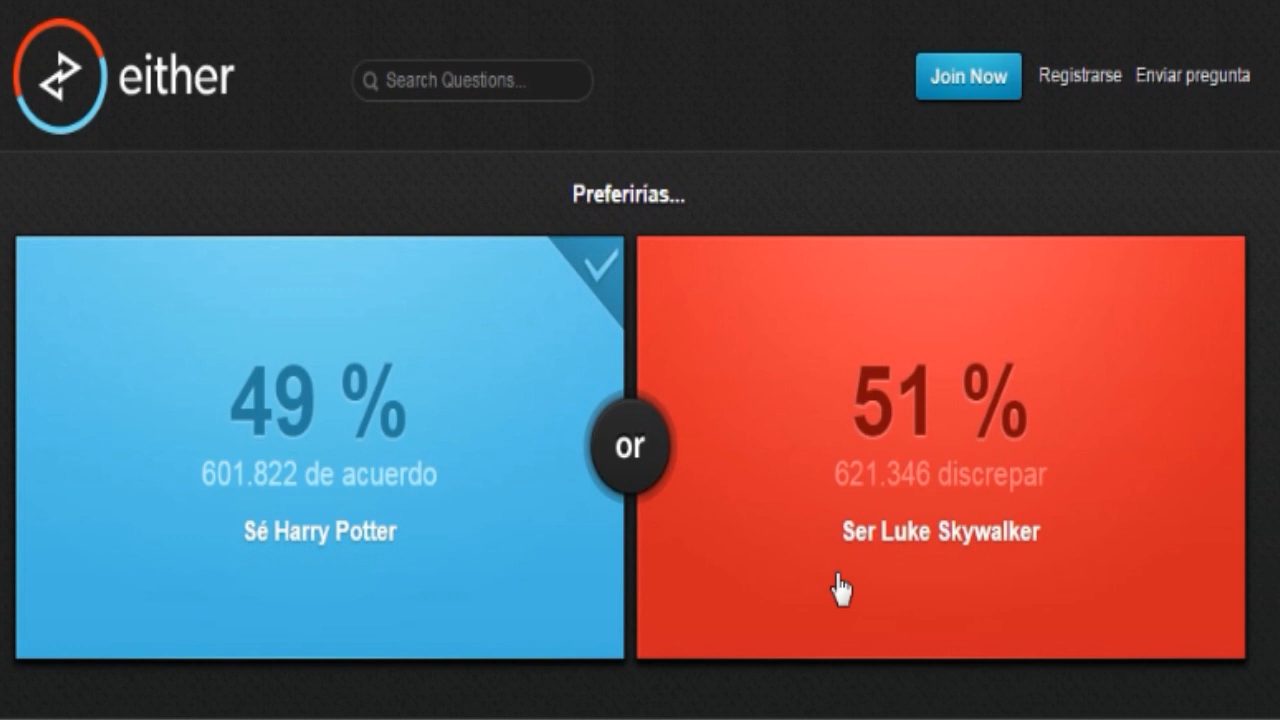 either
Search Questions...
Join Now
Registrarse
Enviar pregunta
Preferirías...
49 %
601.822 de acuerdo
Sé Harry Potter
or
51 %
621.346 discrepar
Ser Luke Skywalker